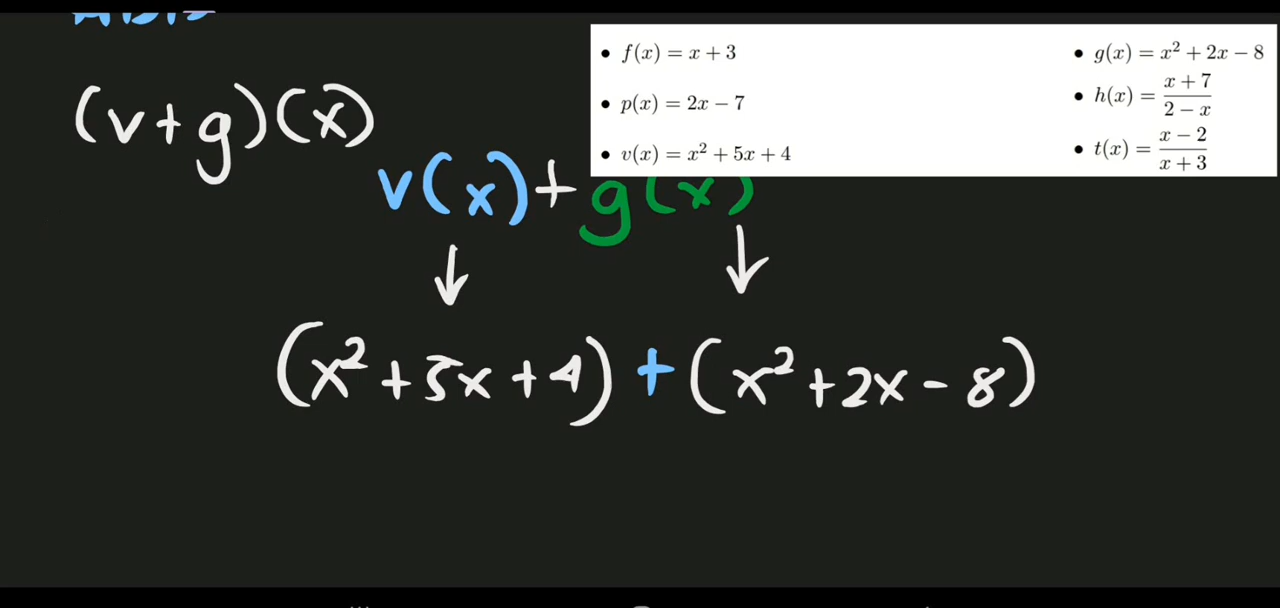 (v+g)(x)
• f(x) = x + 3
• p(x) = 2x − 7
• v(x) = x² + 5x + 4
• g(x) = x² + 2x − 8
• h(x) = (x + 7)/(2 − x)
• t(x) = (x − 2)/(x + 3)
v(x)+g(x)
(x²+5x+4)+(x²+2x-8)